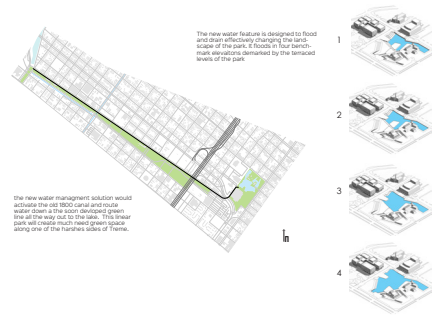 The new water feature is designed to flood
and drain effectively changing the land-
scape of the park. It floods in four bench-
mark elevaitons demarked by the terraced
levels of the park
1
2
3
4
the new water managment solution would
activate the old 1800 canal and route
water down a the soon devloped green
line all the way out to the lake. This linear
park will create much need green space
along one of the harshes sides of Treme.